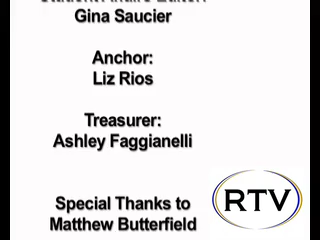 Gina Saucier
Anchor:
Liz Rios
Treasurer:
Ashley Faggianelli
Special Thanks to
Matthew Butterfield
RTV